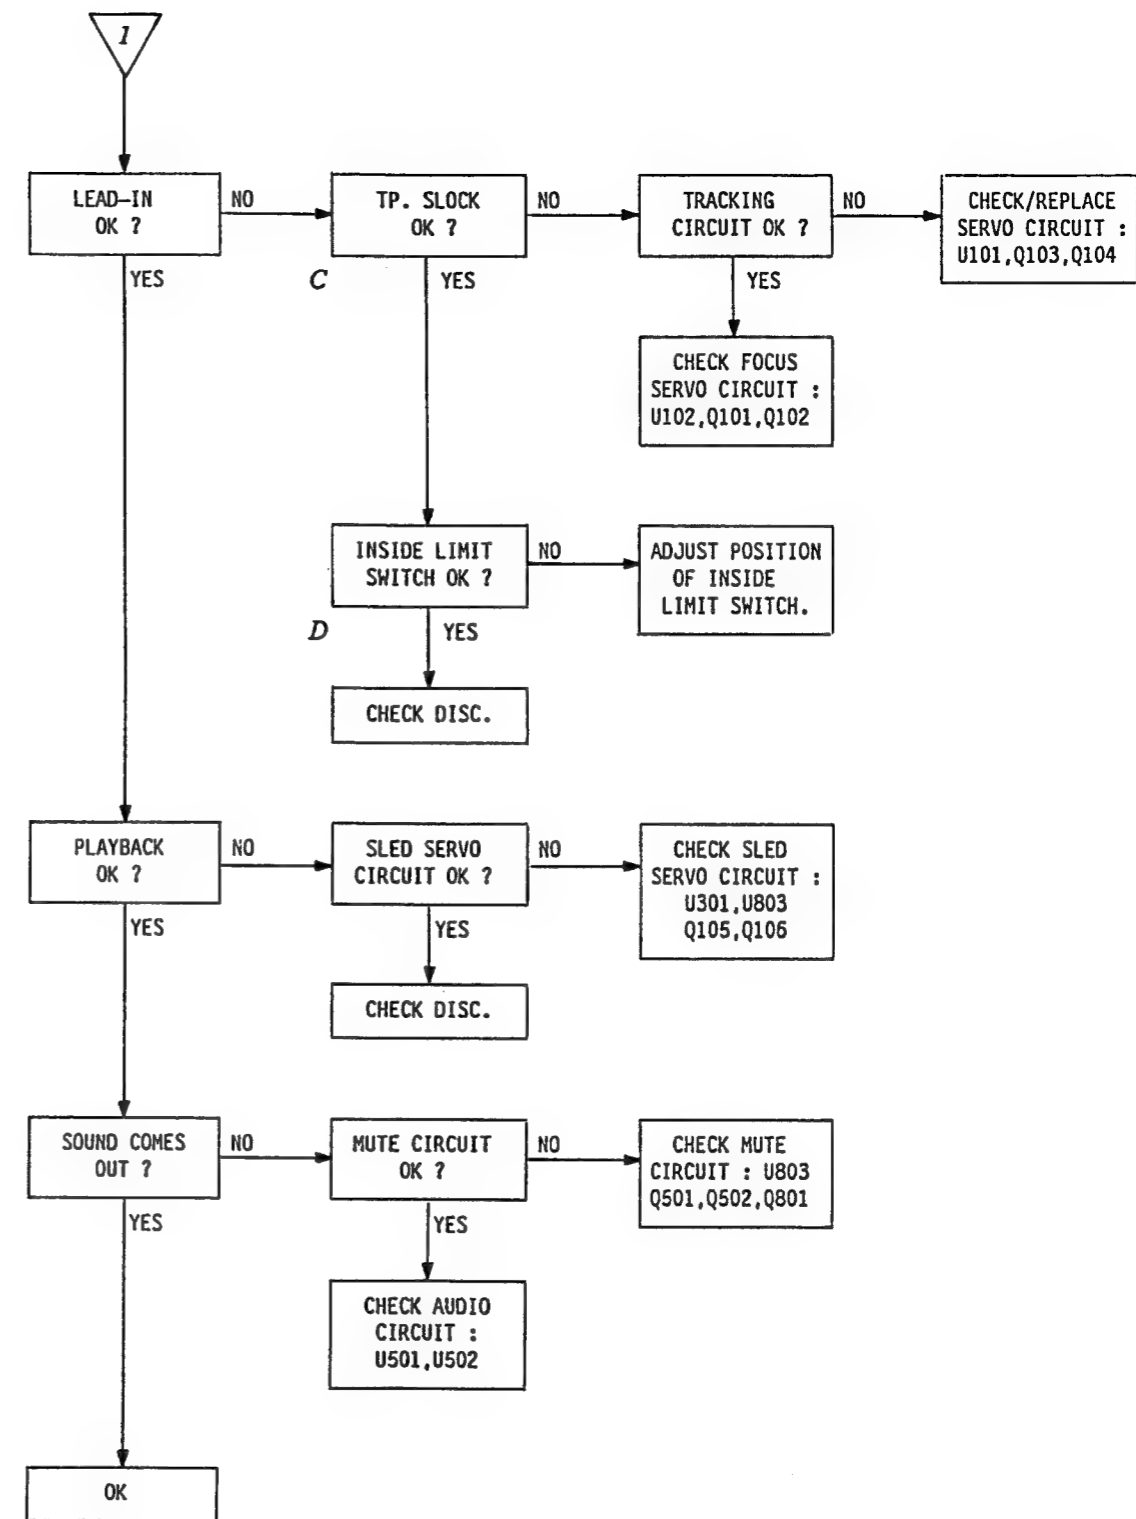 1
LEAD-IN
OK ?
NO
TP. SLOCK
OK ?
NO
TRACKING
CIRCUIT OK ?
NO
CHECK/REPLACE
SERVO CIRCUIT :
U101,Q103,Q104
YES
C
YES
YES
CHECK FOCUS
SERVO CIRCUIT :
U102,Q101,Q102
INSIDE LIMIT
SWITCH OK ?
NO
ADJUST POSITION
OF INSIDE
LIMIT SWITCH.
D
YES
CHECK DISC.
PLAYBACK
OK ?
NO
SLED SERVO
CIRCUIT OK ?
NO
CHECK SLED
SERVO CIRCUIT :
U301,U803
Q105,Q106
YES
YES
CHECK DISC.
SOUND COMES
OUT ?
NO
MUTE CIRCUIT
OK ?
NO
CHECK MUTE
CIRCUIT : U803
Q501,Q502,Q801
YES
YES
CHECK AUDIO
CIRCUIT :
U501,U502
OK